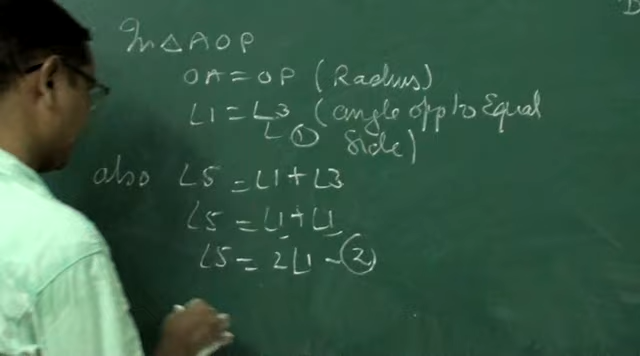 In △ AOP
OA = OP (Radius)
∠1 = ∠3 (angle opp to Equal
∠ ① Side)
also ∠5 = ∠1 + ∠3
∠5 = ∠1 + ∠1
∠5 = 2∠1 - ②
D